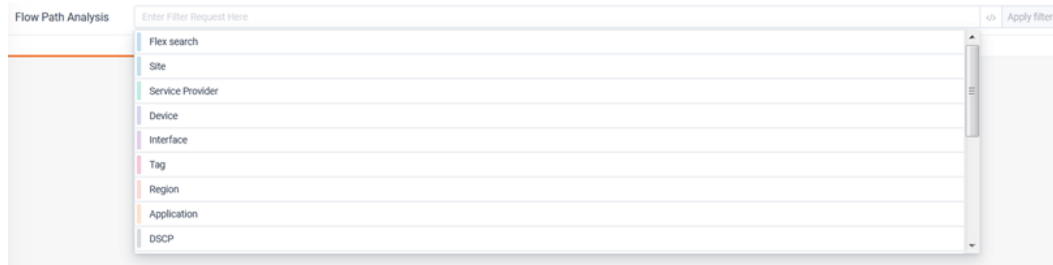 Flow Path Analysis Enter Filter Request Here </> Apply filter
Flex search
Site
Service Provider
Device
Interface
Tag
Region
Application
DSCP